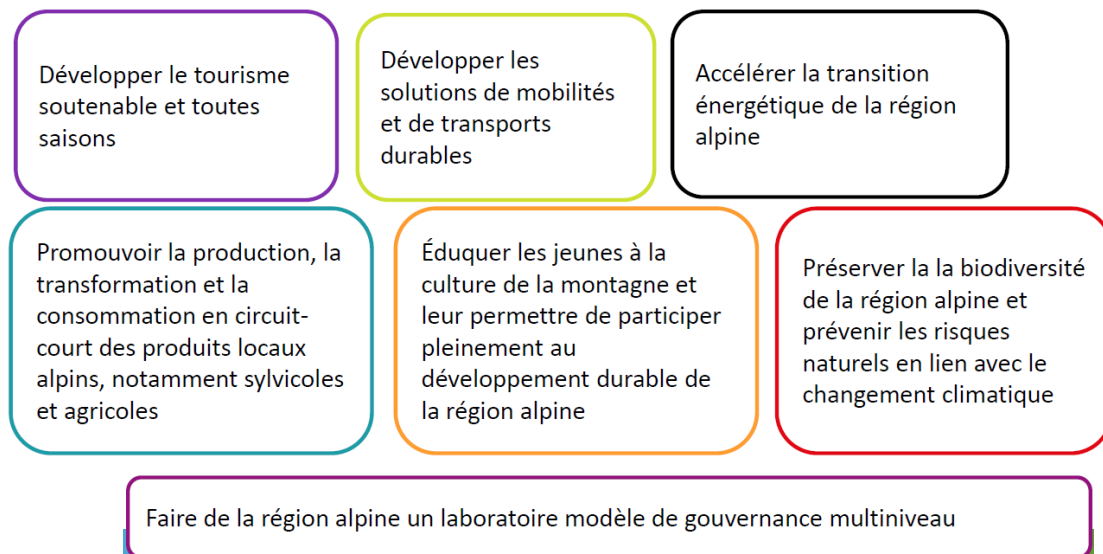 Développer le tourisme
soutenable et toutes
saisons
Développer les
solutions de mobilités
et de transports
durables
Accélérer la transition
énergétique de la région
alpine
Promouvoir la production, la
transformation et la
consommation en circuit-
court des produits locaux
alpins, notamment sylvicoles
et agricoles
Éduquer les jeunes à la
culture de la montagne et
leur permettre de participer
pleinement au
développement durable de
la région alpine
Préserver la la biodiversité
de la région alpine et
prévenir les risques
naturels en lien avec le
changement climatique
Faire de la région alpine un laboratoire modèle de gouvernance multiniveau